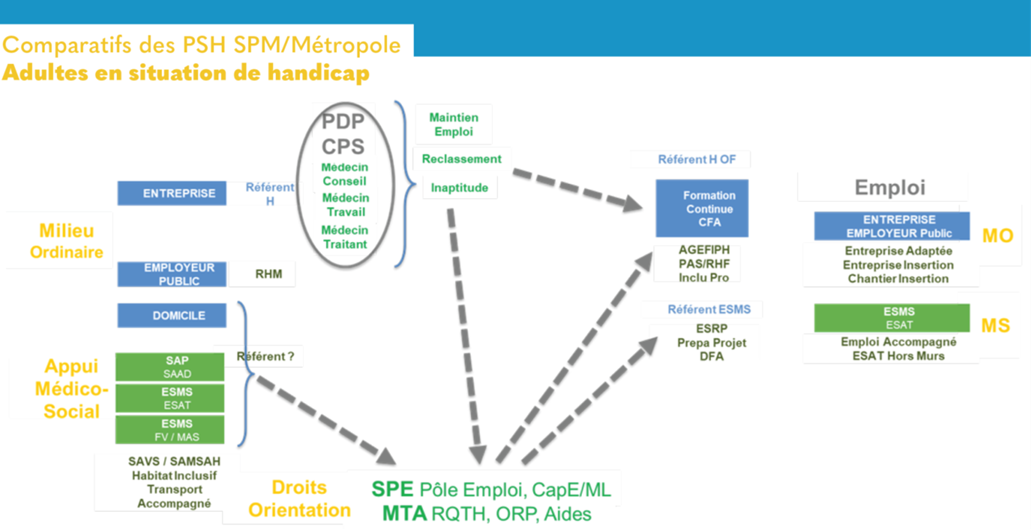 Comparatifs des PSH SPM/Métropole
Adultes en situation de handicap
Milieu
Ordinaire
ENTREPRISE
Référent
H
EMPLOYEUR
PUBLIC
RHM
PDP
CPS
Médecin
Conseil
Médecin
Travail
Médecin
Traitant
Maintien
Emploi
Reclassement
Inaptitude
Référent H OF
Formation
Continue
CFA
AGEFIPH
PAS/RHF
Inclu Pro
Référent ESMS
ESRP
Prepa Projet
DFA
Emploi
ENTREPRISE
EMPLOYEUR Public
MO
Entreprise Adaptée
Entreprise Insertion
Chantier Insertion
ESMS
ESAT
MS
Emploi Accompagné
ESAT Hors Murs
Appui
Médico-
Social
DOMICILE
Référent ?
SAP
SAAD
ESMS
ESAT
ESMS
FV / MAS
SAVS / SAMSAH
Habitat Inclusif
Transport
Accompagné
Droits
Orientation
SPE Pôle Emploi, CapE/ML
MTA RQTH, ORP, Aides